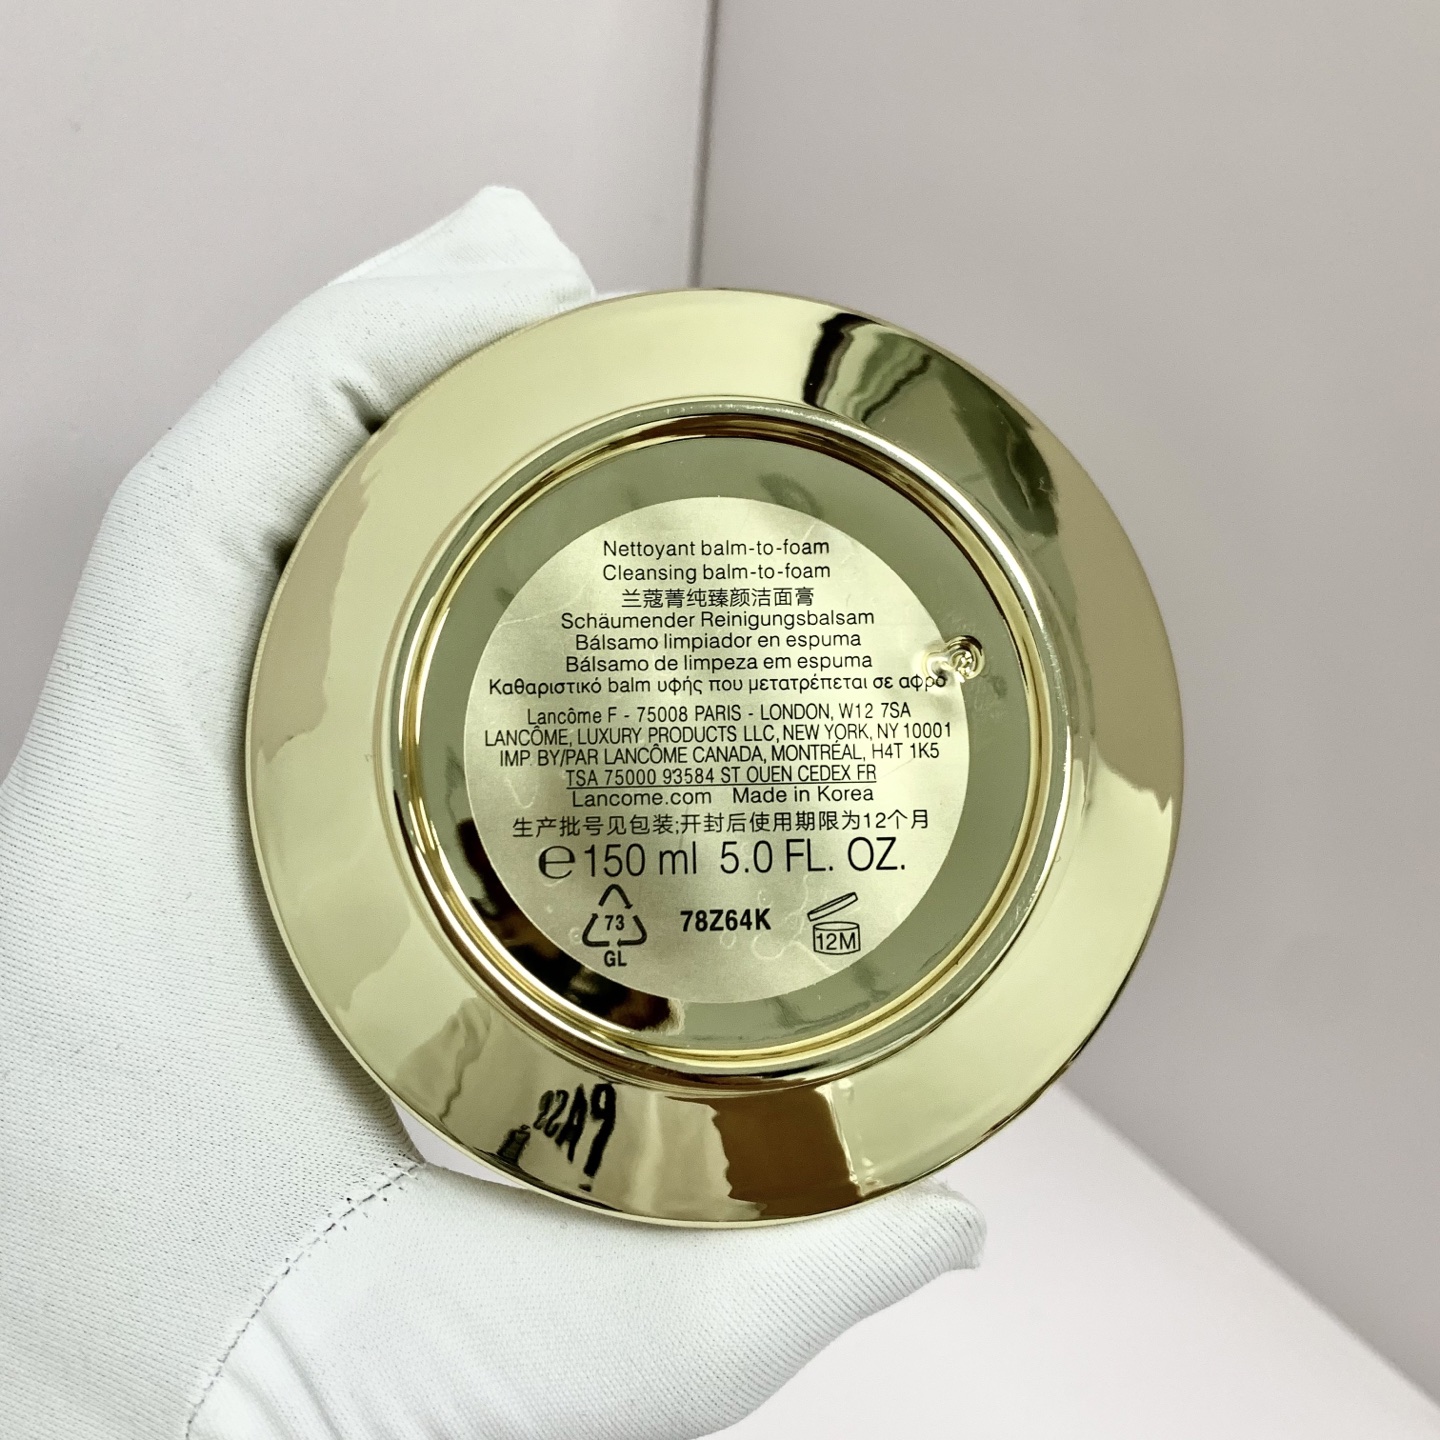 Nettoyant balm-to-foam
Cleansing balm-to-foam
兰蔻菁纯臻颜洁面膏
Schäumender Reinigungsbalsam
Bálsamo limpiador en espuma
Bálsamo de limpeza em espuma
Καθαριστικό balm υφής που μετατρέπεται σε αφρό
Lancôme F - 75008 PARIS - LONDON, W12 7SA
LANCÔME, LUXURY PRODUCTS LLC, NEW YORK, NY 10001
IMP. BY/PAR LANCÔME CANADA, MONTRÉAL, H4T 1K5
TSA 75000 93584 ST OUEN CEDEX FR
Lancome.com Made in Korea
生产批号见包装;开封后使用期限为12个月
℮150 ml 5.0 FL. OZ.
73
GL
78Z64K
12M
PASS